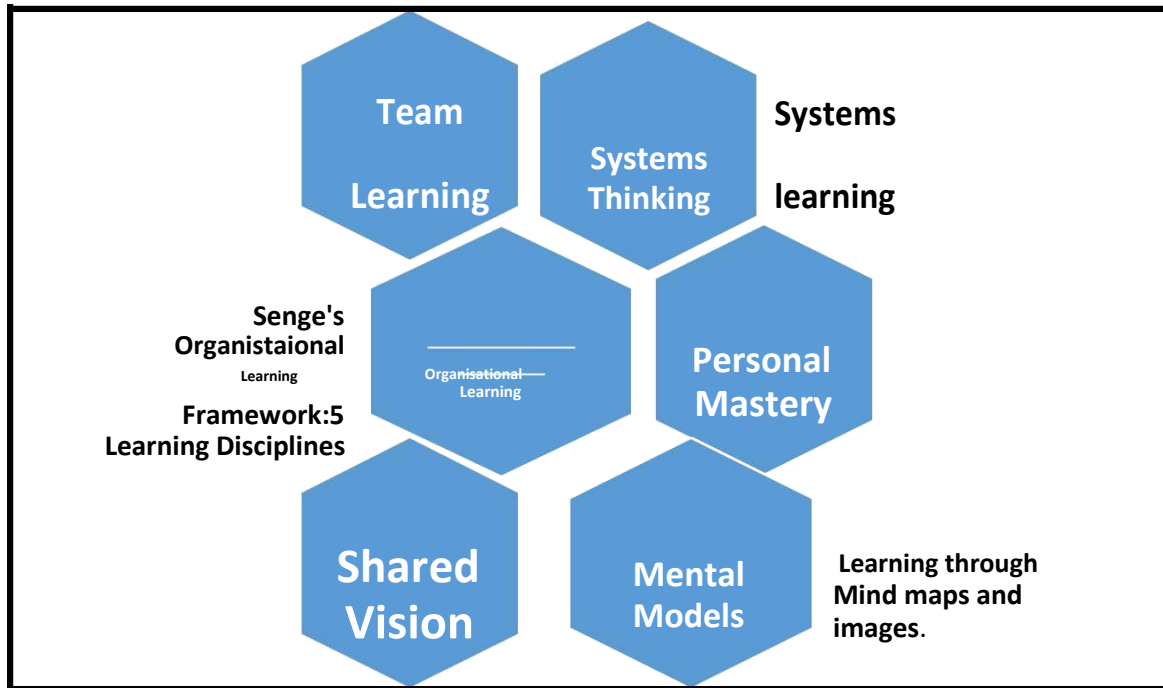 Team
Learning
Systems
Thinking
Systems
learning
Senge's
Organistaional
Learning
Framework:5
Learning Disciplines
Organisational
Learning
Personal
Mastery
Shared
Vision
Mental
Models
Learning through
Mind maps and
images.